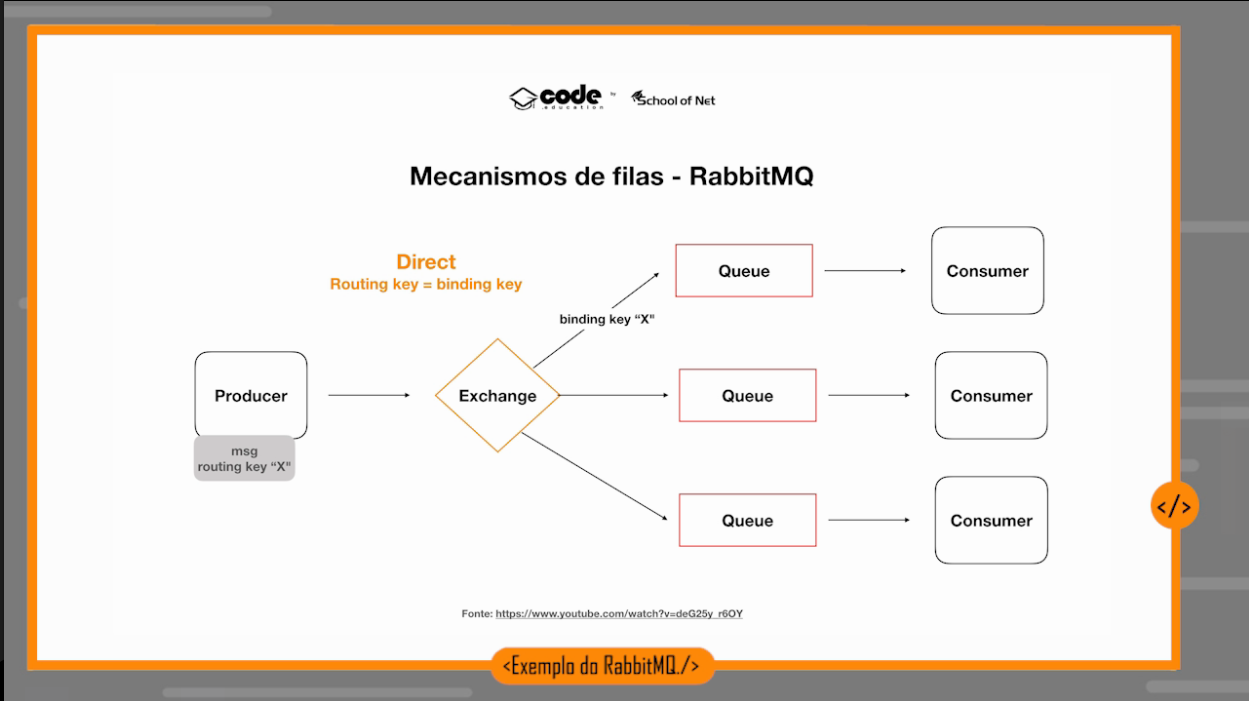 code
.education
by
School of Net
Mecanismos de filas - RabbitMQ
Direct
Routing key = binding key
Queue
Consumer
binding key “X"
Producer
Exchange
Queue
Consumer
msg
routing key “X"
Queue
Consumer
</>
Fonte: https://www.youtube.com/watch?v=deG25y_r6OY
<Exemplo do RabbitMQ./>